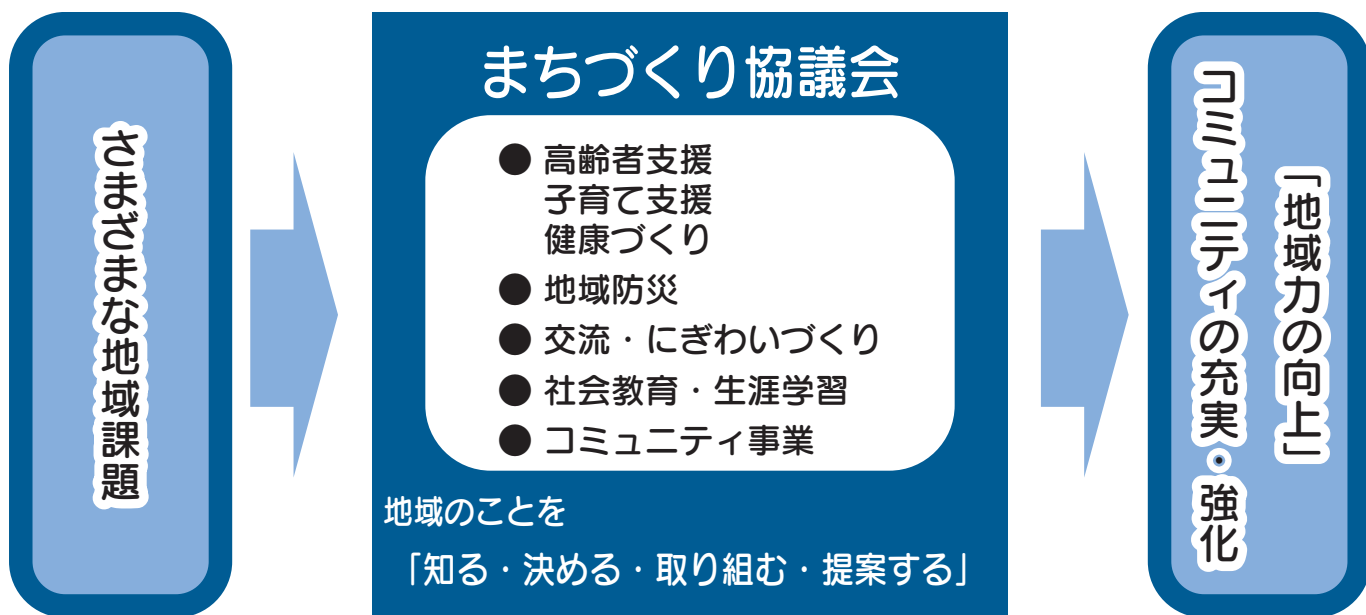 さまざまな地域課題
まちづくり協議会
● 高齢者支援
子育て支援
健康づくり
● 地域防災
● 交流・にぎわいづくり
● 社会教育・生涯学習
● コミュニティ事業
地域のことを
「知る・決める・取り組む・提案する」
「地域力の向上」
コミュニティの充実・強化